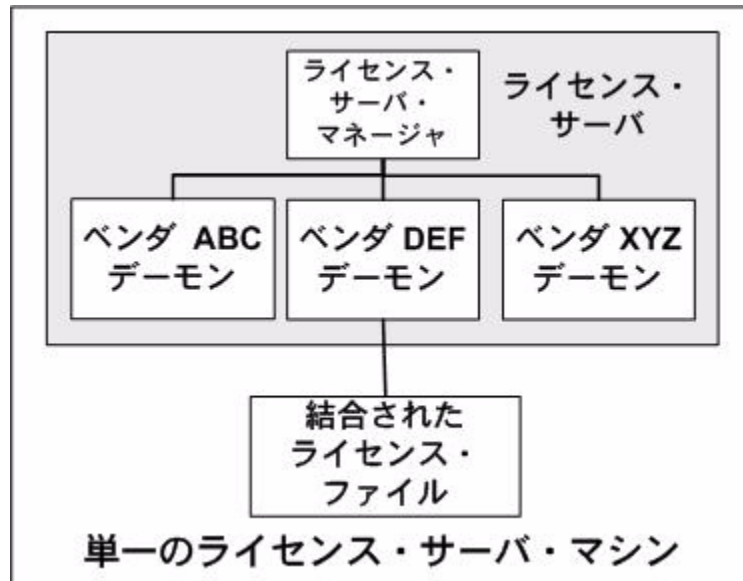 ライセンス・
サーバ・
マネージャ
ライセンス・
サーバ
ベンダ ABC
デーモン
ベンダ DEF
デーモン
ベンダ XYZ
デーモン
結合された
ライセンス・
ファイル
単一のライセンス・サーバ・マシン